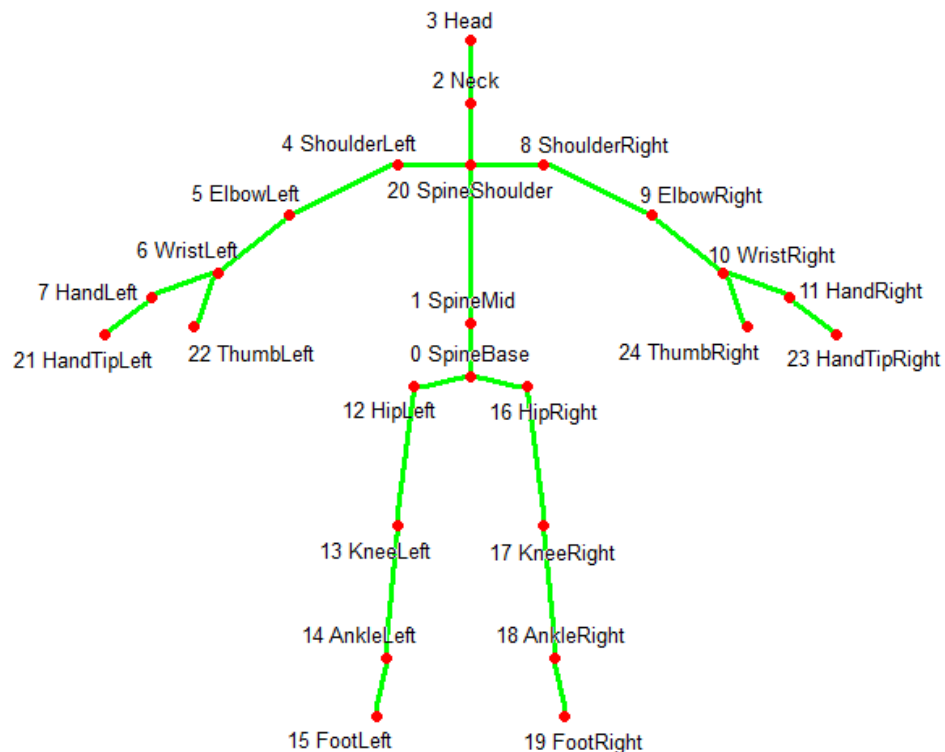 3 Head
2 Neck
4 ShoulderLeft
8 ShoulderRight
20 SpineShoulder
5 ElbowLeft
9 ElbowRight
6 WristLeft
10 WristRight
7 HandLeft
11 HandRight
1 SpineMid
21 HandTipLeft
22 ThumbLeft
0 SpineBase
24 ThumbRight
23 HandTipRight
12 HipLeft
16 HipRight
13 KneeLeft
17 KneeRight
14 AnkleLeft
18 AnkleRight
15 FootLeft
19 FootRight